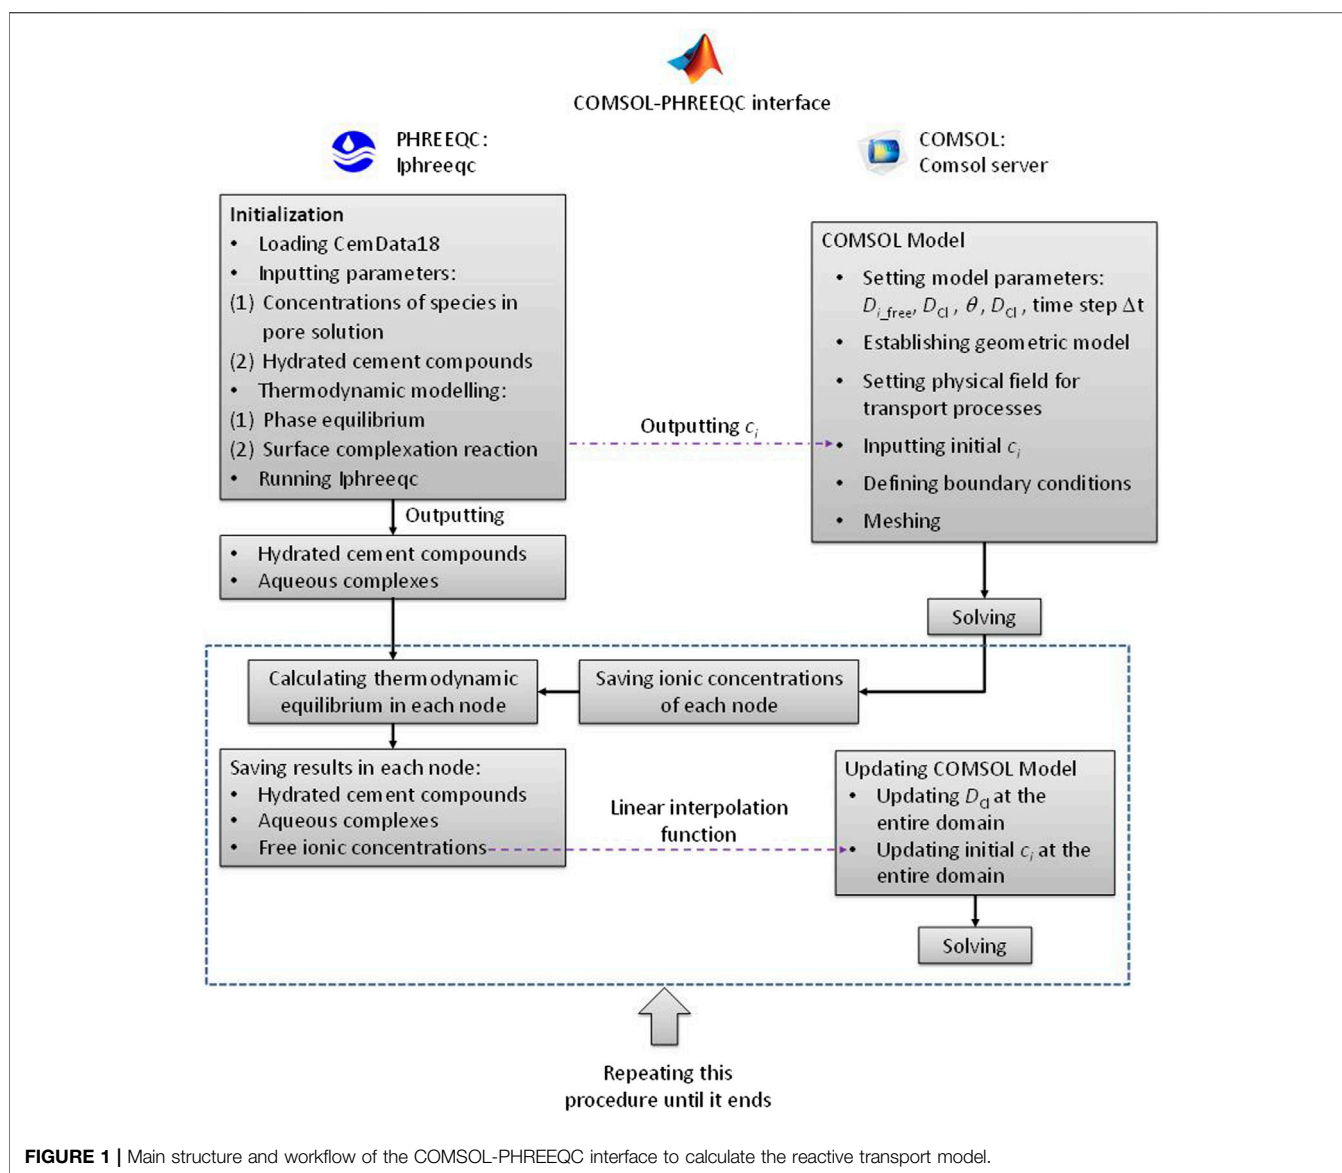 COMSOL-PHREEQC interface
PHREEQC:
Iphreeqc
COMSOL:
Comsol server
Initialization
• Loading CemData18
• Inputting parameters:
(1) Concentrations of species in
pore solution
(2) Hydrated cement compounds
• Thermodynamic modelling:
(1) Phase equilibrium
(2) Surface complexation reaction
• Running Iphreeqc
Outputting cᵢ
COMSOL Model
• Setting model parameters:
D_i_free, D_Cl, θ, D_Cl, time step Δt
• Establishing geometric model
• Setting physical field for
transport processes
• Inputting initial cᵢ
• Defining boundary conditions
• Meshing
Outputting
• Hydrated cement compounds
• Aqueous complexes
Solving
Calculating thermodynamic
equilibrium in each node
Saving ionic concentrations
of each node
Saving results in each node:
• Hydrated cement compounds
• Aqueous complexes
• Free ionic concentrations
Linear interpolation
function
Updating COMSOL Model
• Updating D_cl at the
entire domain
• Updating initial cᵢ at the
entire domain
Solving
Repeating this
procedure until it ends
FIGURE 1 | Main structure and workflow of the COMSOL-PHREEQC interface to calculate the reactive transport model.